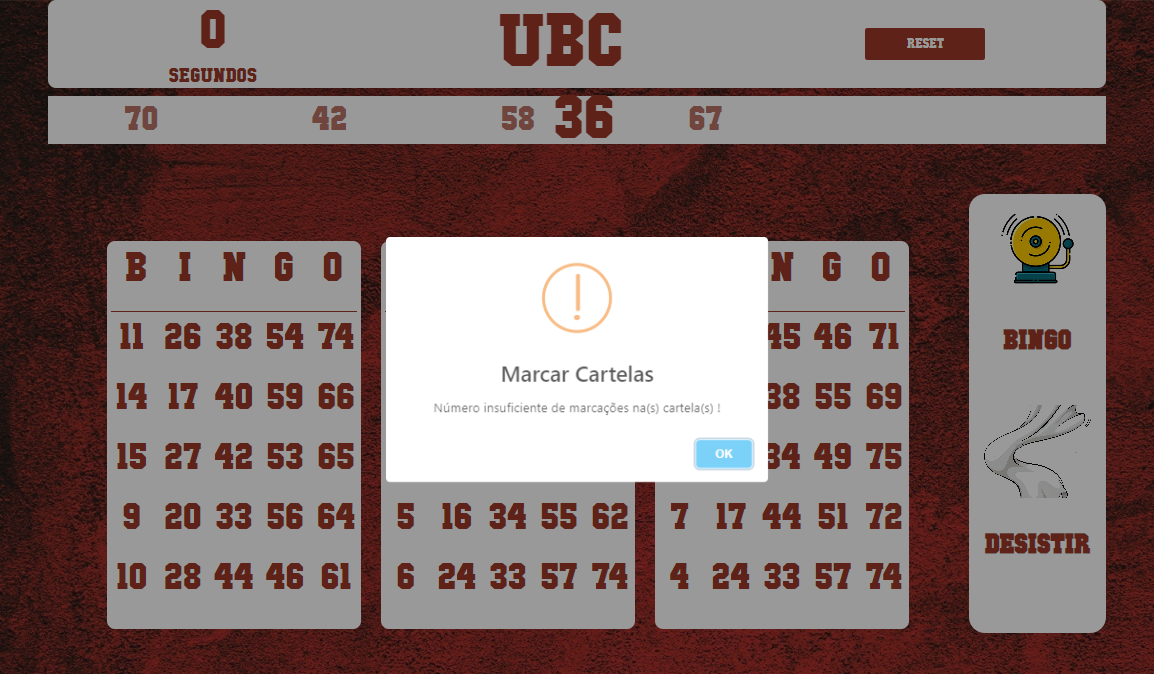 0
SEGUNDOS
UBC
RESET
70 42 58 36 67
B I N G O
11 26 38 54 74
14 17 40 59 66
15 27 42 53 65
9 20 33 56 64
10 28 44 46 61
Marcar Cartelas
Número insuficiente de marcações na(s) cartela(s) !
OK
5 16 34 55 62
6 24 33 57 74
N G O
45 46 71
38 55 69
34 49 75
7 17 44 51 72
4 24 33 57 74
BINGO
DESISTIR